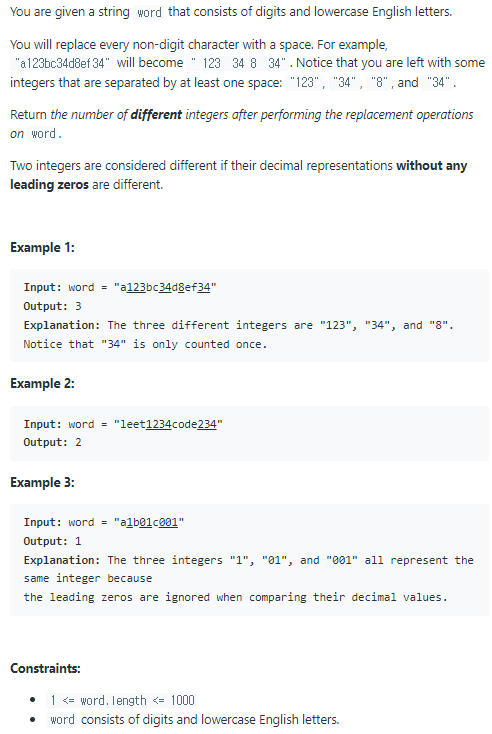 You are given a string word that consists of digits and lowercase English letters.
You will replace every non-digit character with a space. For example,
"a123bc34d8ef34" will become " 123  34 8  34". Notice that you are left with some
integers that are separated by at least one space: "123", "34", "8", and "34".
Return the number of different integers after performing the replacement operations
on word.
Two integers are considered different if their decimal representations without any
leading zeros are different.
Example 1:
Input: word = "a123bc34d8ef34"
Output: 3
Explanation: The three different integers are "123", "34", and "8".
Notice that "34" is only counted once.
Example 2:
Input: word = "leet1234code234"
Output: 2
Example 3:
Input: word = "a1b01c001"
Output: 1
Explanation: The three integers "1", "01", and "001" all represent the
same integer because
the leading zeros are ignored when comparing their decimal values.
Constraints:
• 1 <= word.length <= 1000
• word consists of digits and lowercase English letters.